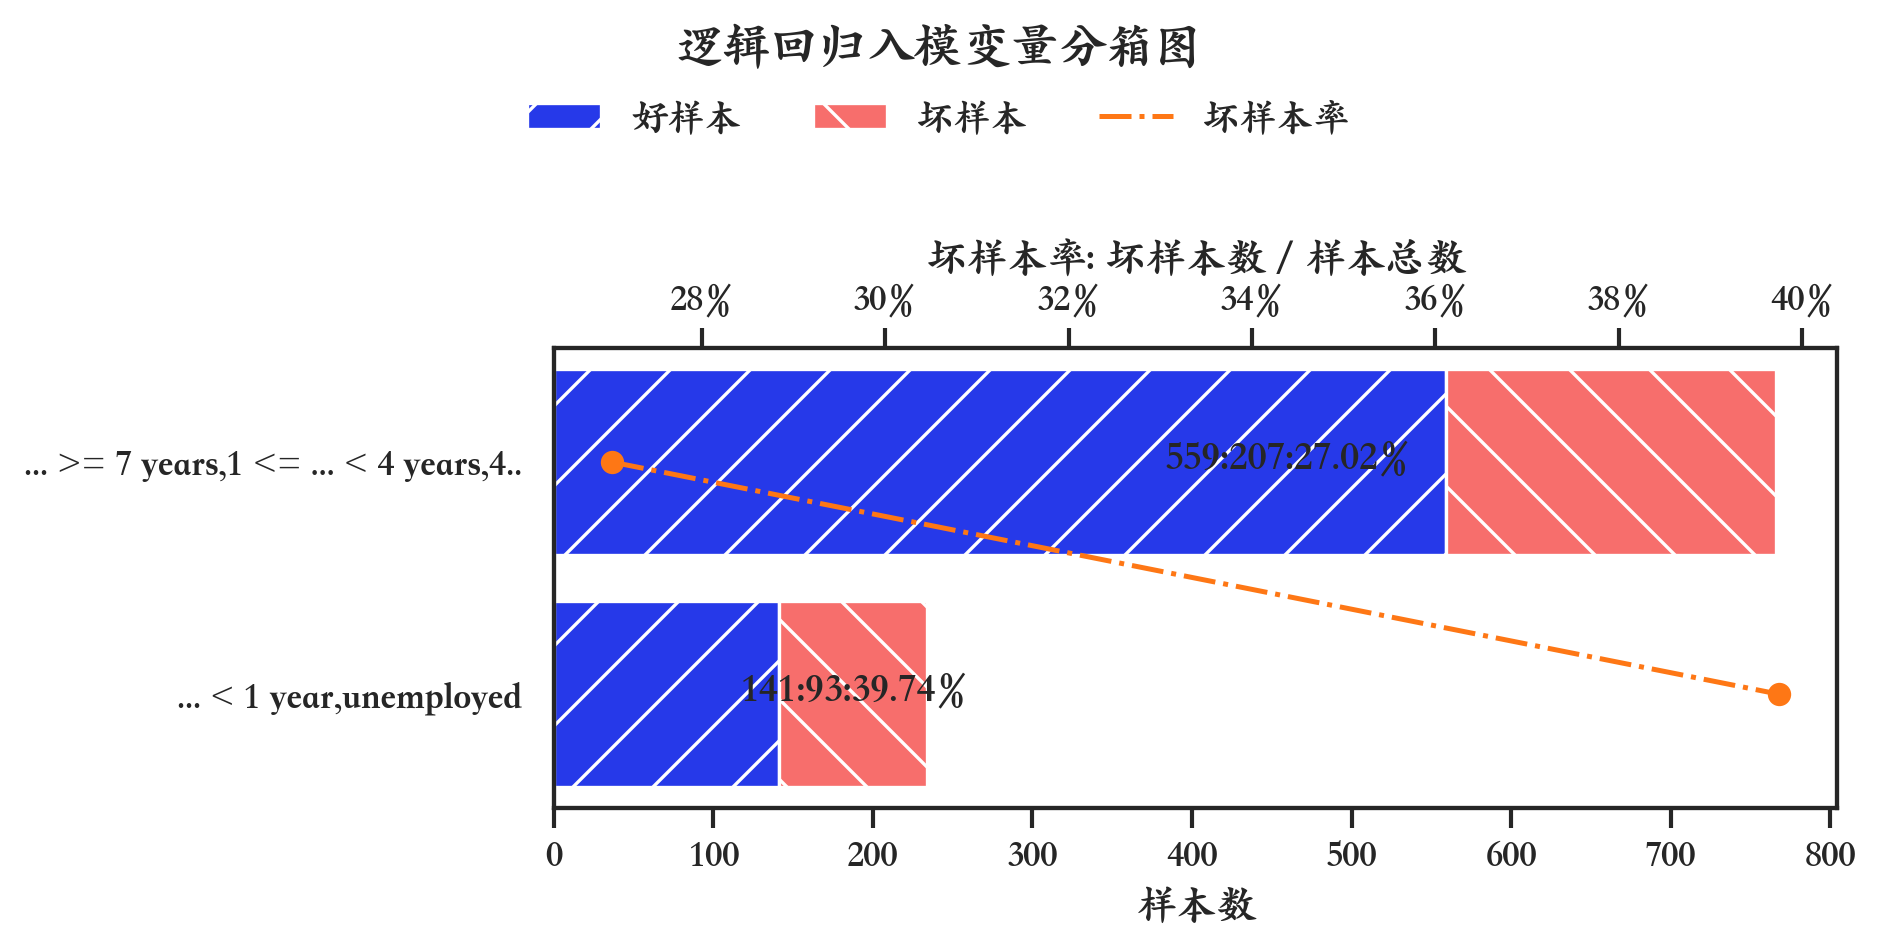 逻辑回归入模变量分箱图
好样本 坏样本 坏样本率
坏样本率: 坏样本数 / 样本总数
28% 30% 32% 34% 36% 38% 40%
... >= 7 years,1 <= ... < 4 years,4..
559:207:27.02%
... < 1 year,unemployed
141:93:39.74%
0 100 200 300 400 500 600 700 800
样本数